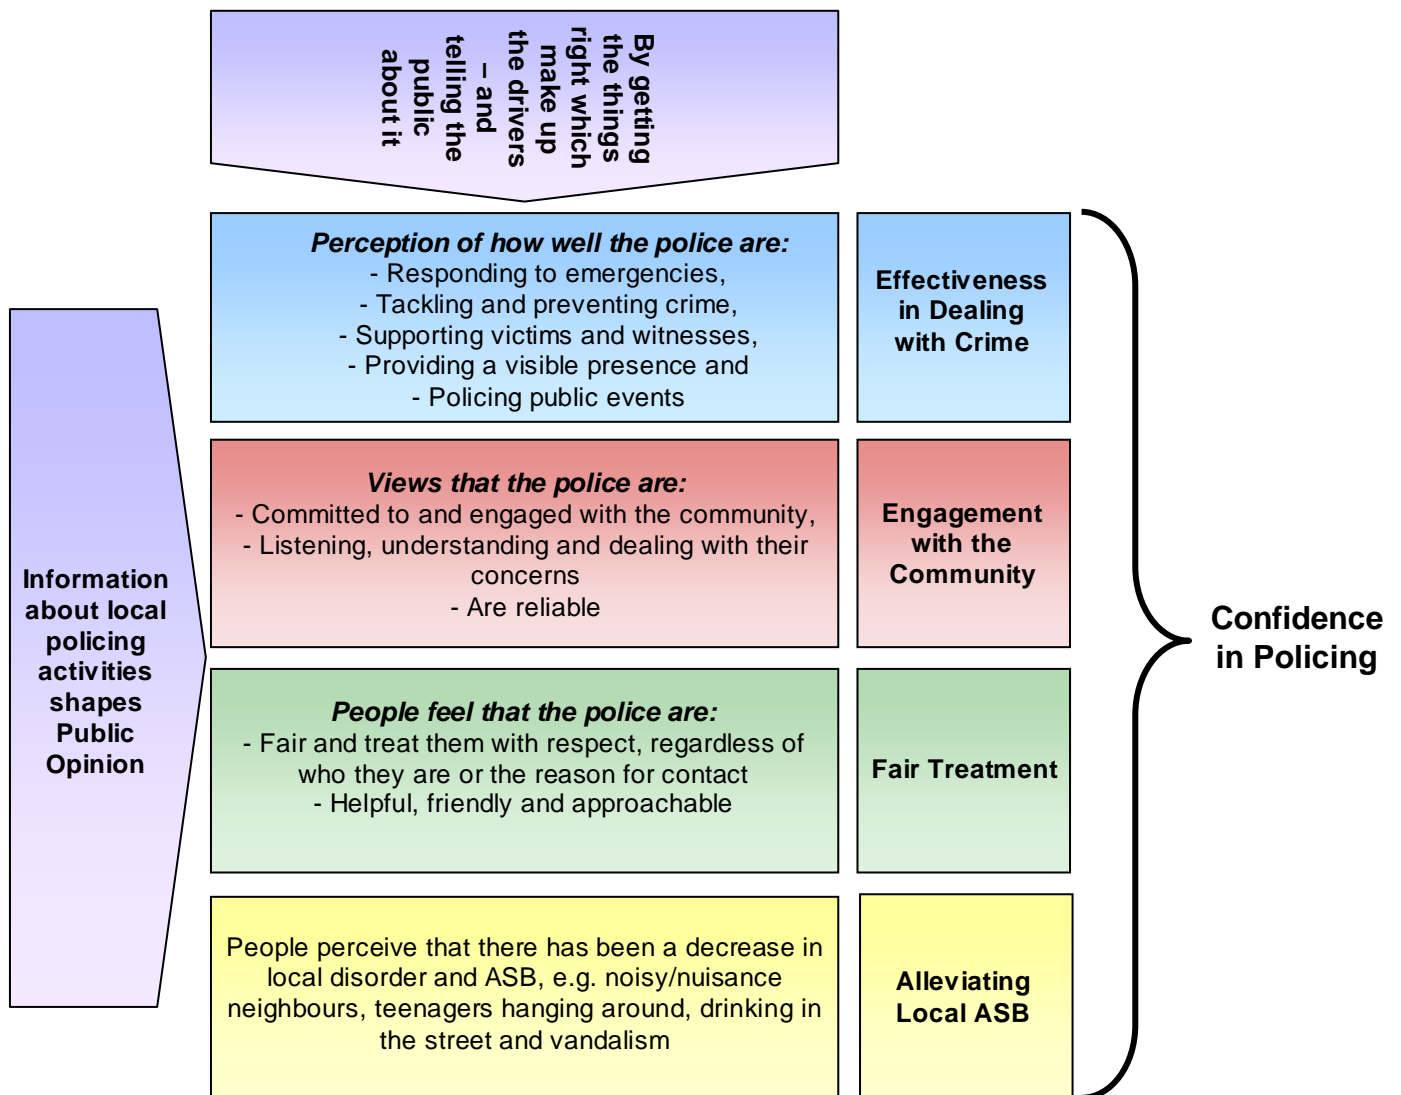 By getting
the things
right which
make up
the drivers
– and
telling the
public
about it
Perception of how well the police are:
- Responding to emergencies,
- Tackling and preventing crime,
- Supporting victims and witnesses,
- Providing a visible presence and
- Policing public events
Effectiveness
in Dealing
with Crime
Views that the police are:
- Committed to and engaged with the community,
- Listening, understanding and dealing with their
concerns
- Are reliable
Engagement
with the
Community
Information
about local
policing
activities
shapes
Public
Opinion
People feel that the police are:
- Fair and treat them with respect, regardless of
who they are or the reason for contact
- Helpful, friendly and approachable
Fair Treatment
People perceive that there has been a decrease in
local disorder and ASB, e.g. noisy/nuisance
neighbours, teenagers hanging around, drinking in
the street and vandalism
Alleviating
Local ASB
Confidence
in Policing